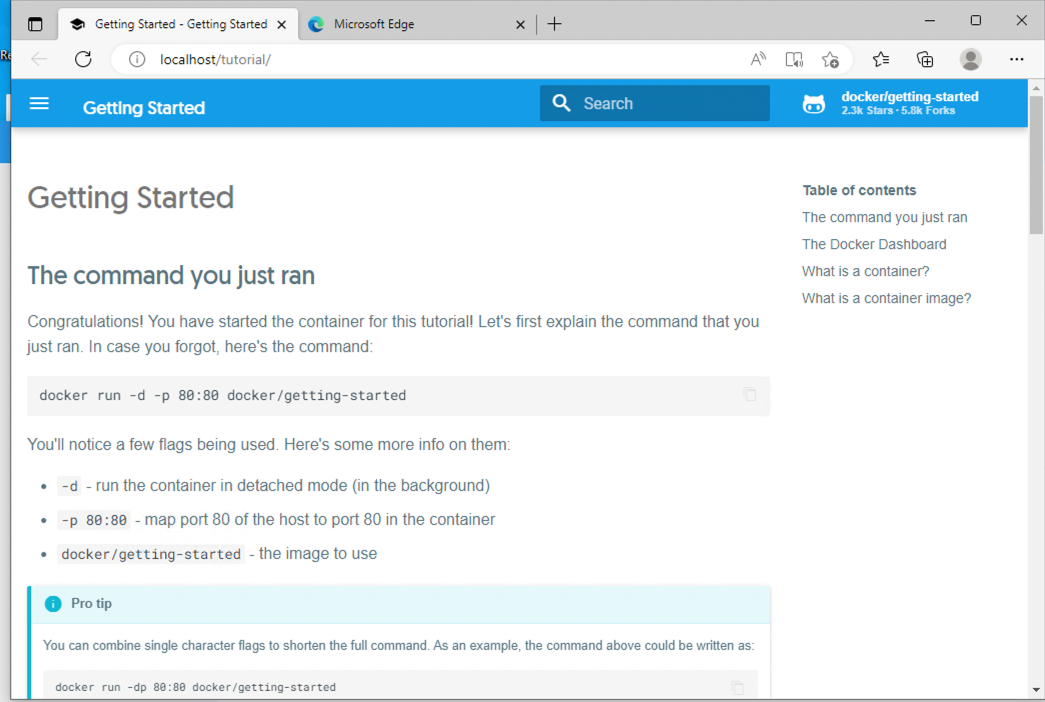 Getting Started - Getting Started
Microsoft Edge
localhost/tutorial/
Getting Started
Search
docker/getting-started
2.3k Stars · 5.8k Forks
Getting Started
The command you just ran
Congratulations! You have started the container for this tutorial! Let's first explain the command that you
just ran. In case you forgot, here's the command:
docker run -d -p 80:80 docker/getting-started
You'll notice a few flags being used. Here's some more info on them:
• -d - run the container in detached mode (in the background)
• -p 80:80 - map port 80 of the host to port 80 in the container
• docker/getting-started - the image to use
Pro tip
You can combine single character flags to shorten the full command. As an example, the command above could be written as:
docker run -dp 80:80 docker/getting-started
Table of contents
The command you just ran
The Docker Dashboard
What is a container?
What is a container image?